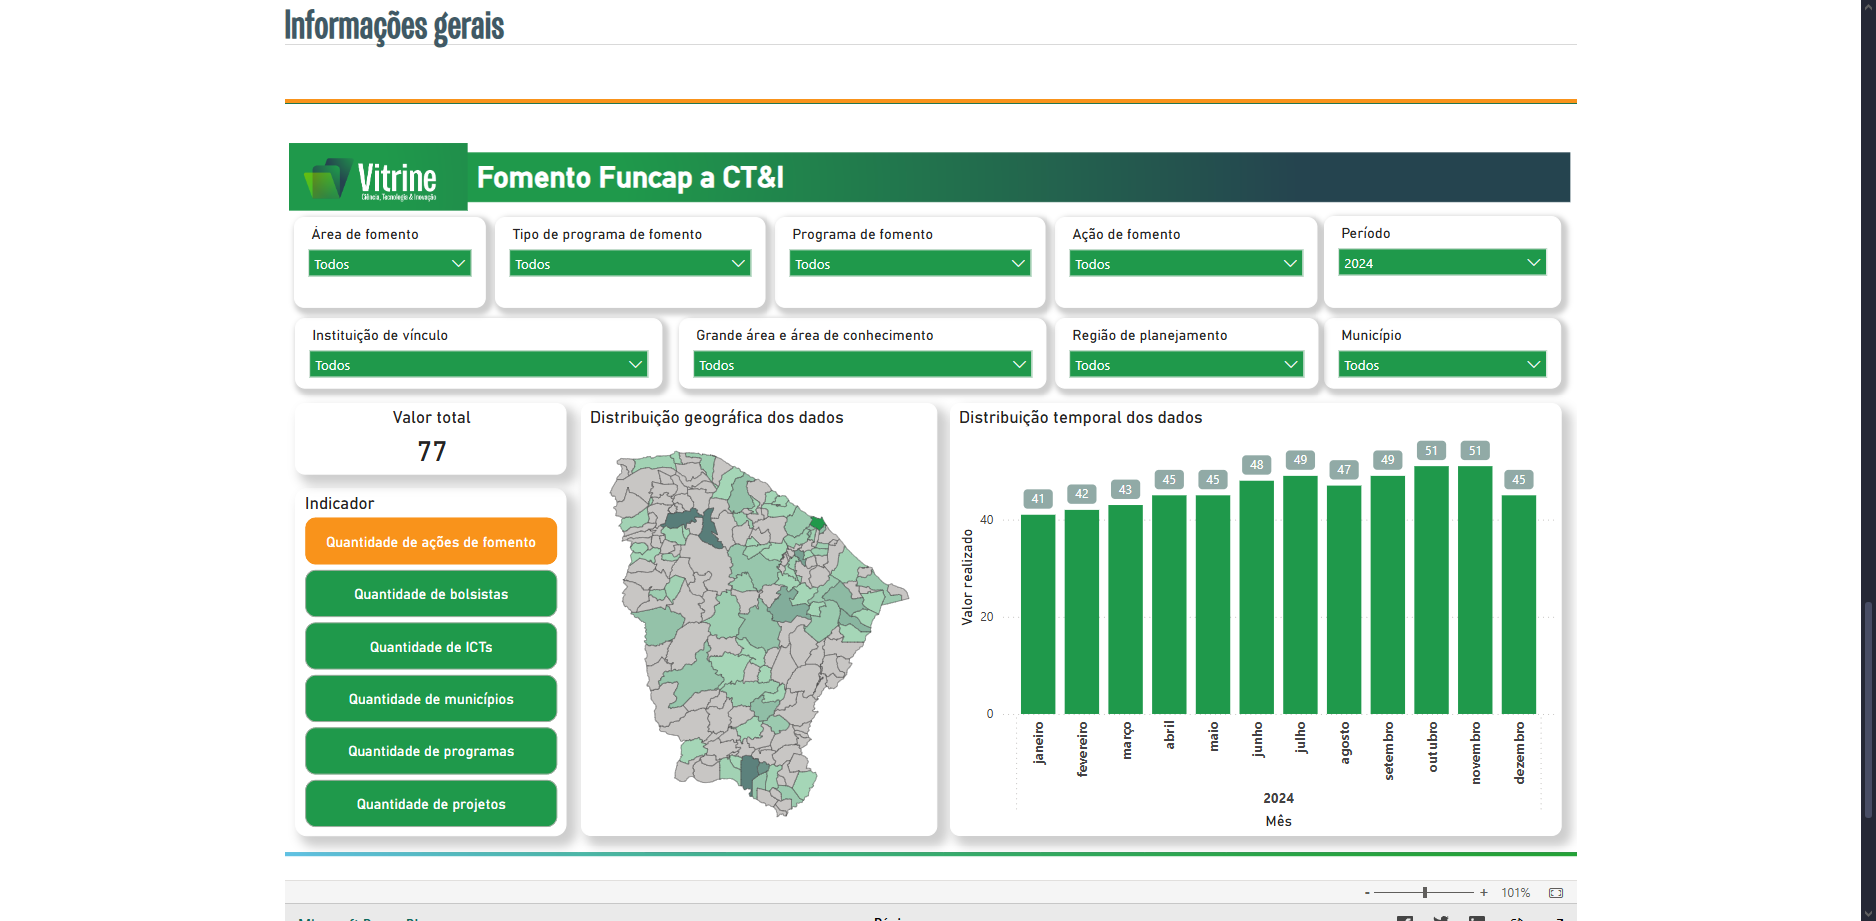 Informações gerais
Vitrine
Ciência, Tecnologia & Inovação
Fomento Funcap a CT&I
Área de fomento
Todos
Tipo de programa de fomento
Todos
Programa de fomento
Todos
Ação de fomento
Todos
Período
2024
Instituição de vínculo
Todos
Grande área e área de conhecimento
Todos
Região de planejamento
Todos
Município
Todos
Valor total
77
Indicador
Quantidade de ações de fomento
Quantidade de bolsistas
Quantidade de ICTs
Quantidade de municípios
Quantidade de programas
Quantidade de projetos
Distribuição geográfica dos dados
Distribuição temporal dos dados
Valor realizado
40
20
0
41
42
43
45
45
48
49
47
49
51
51
45
janeiro
fevereiro
março
abril
maio
junho
julho
agosto
setembro
outubro
novembro
dezembro
2024
Mês
- + 101%